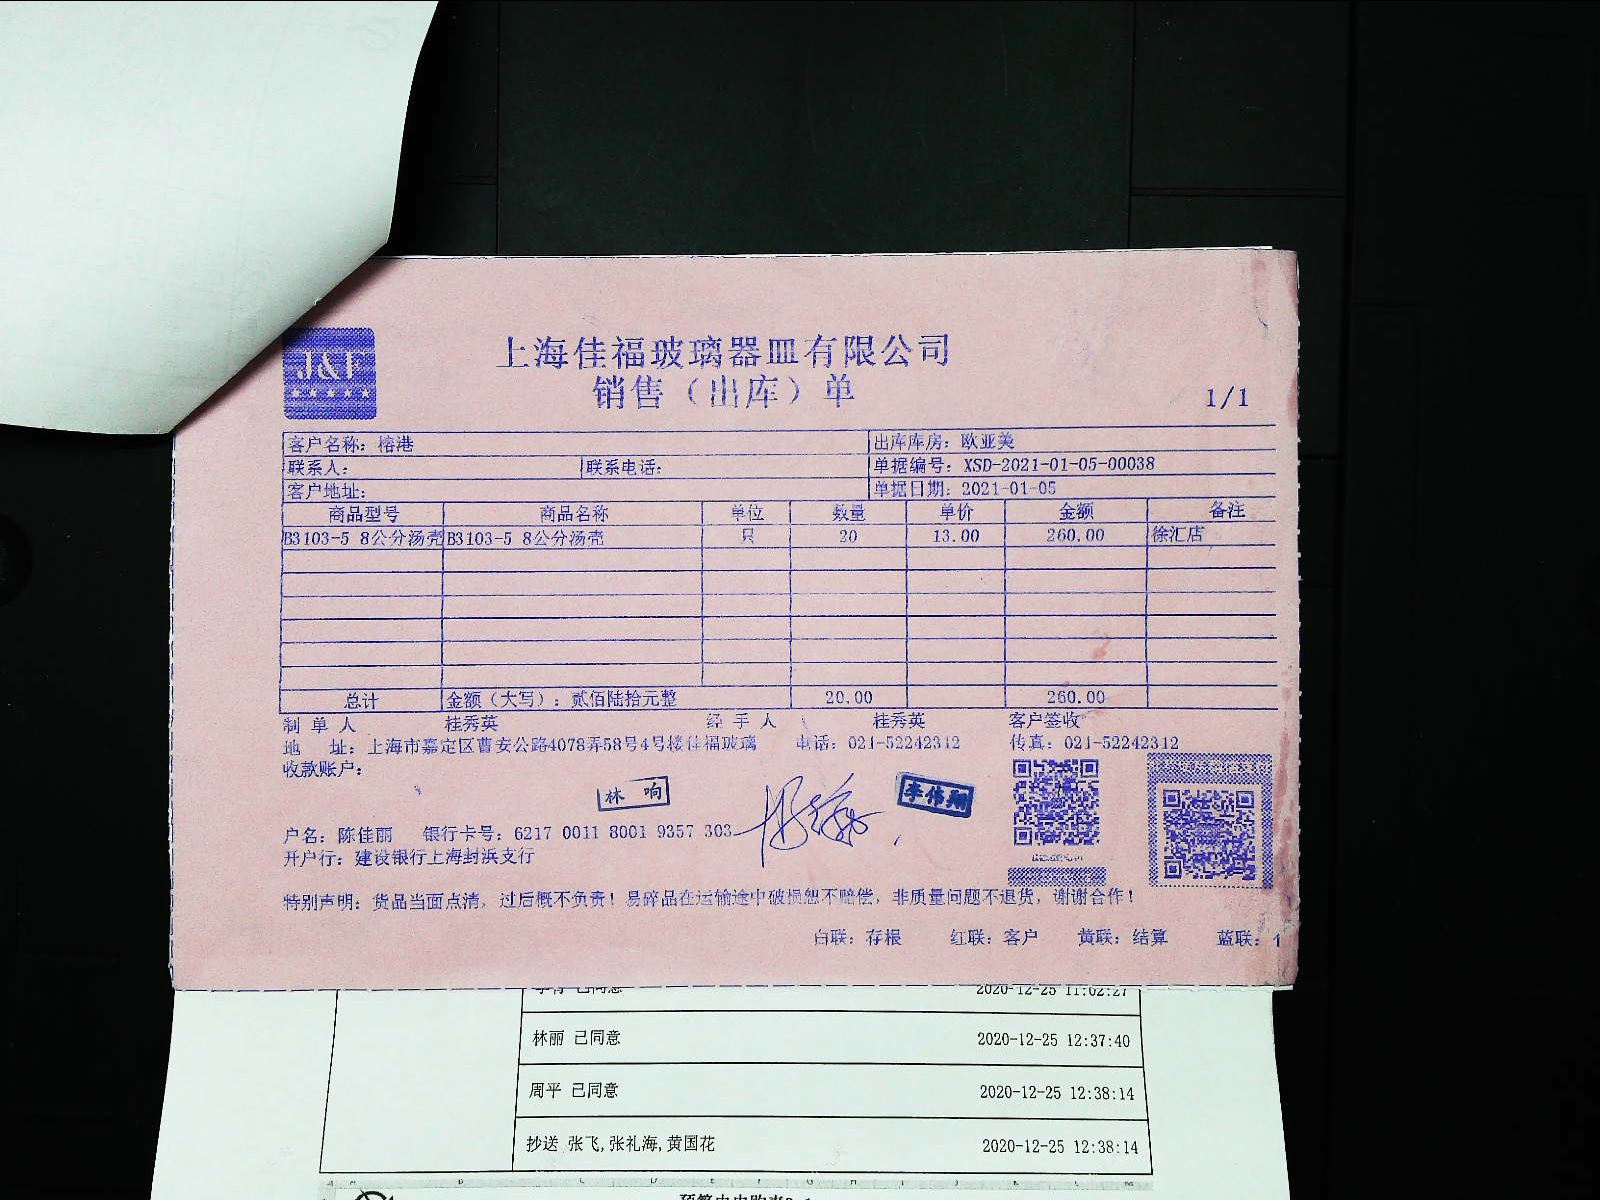 J&F
上海佳福玻璃器皿有限公司
销售（出库）单
1/1
客户名称：榕港 出库库房：欧亚美
联系人： 联系电话： 单据编号：XSD-2021-01-05-00038
客户地址： 单据日期：2021-01-05
商品型号 商品名称 单位 数量 单价 金额 备注
B3103-5 8公分汤壳 B3103-5 8公分汤壳 只 20 13.00 260.00 徐汇店
总计 金额（大写）：贰佰陆拾元整 20.00 260.00
制 单 人 桂秀英 经 手 人 桂秀英 客户签收
地 址：上海市嘉定区曹安公路4078弄58号4号楼佳福玻璃 电话：021-52242312 传真：021-52242312
收款账户：
林 响
李伟翔
户名：陈佳丽 银行卡号：6217 0011 8001 9357 303
开户行：建设银行上海封浜支行
特别声明：货品当面点清，过后概不负责！易碎品在运输途中破损恕不赔偿，非质量问题不退货，谢谢合作！
白联：存根 红联：客户 黄联：结算 蓝联：
已同意 2020-12-25 11:02:27
林丽 已同意 2020-12-25 12:37:40
周平 已同意 2020-12-25 12:38:14
抄送 张飞,张礼海,黄国花 2020-12-25 12:38:14